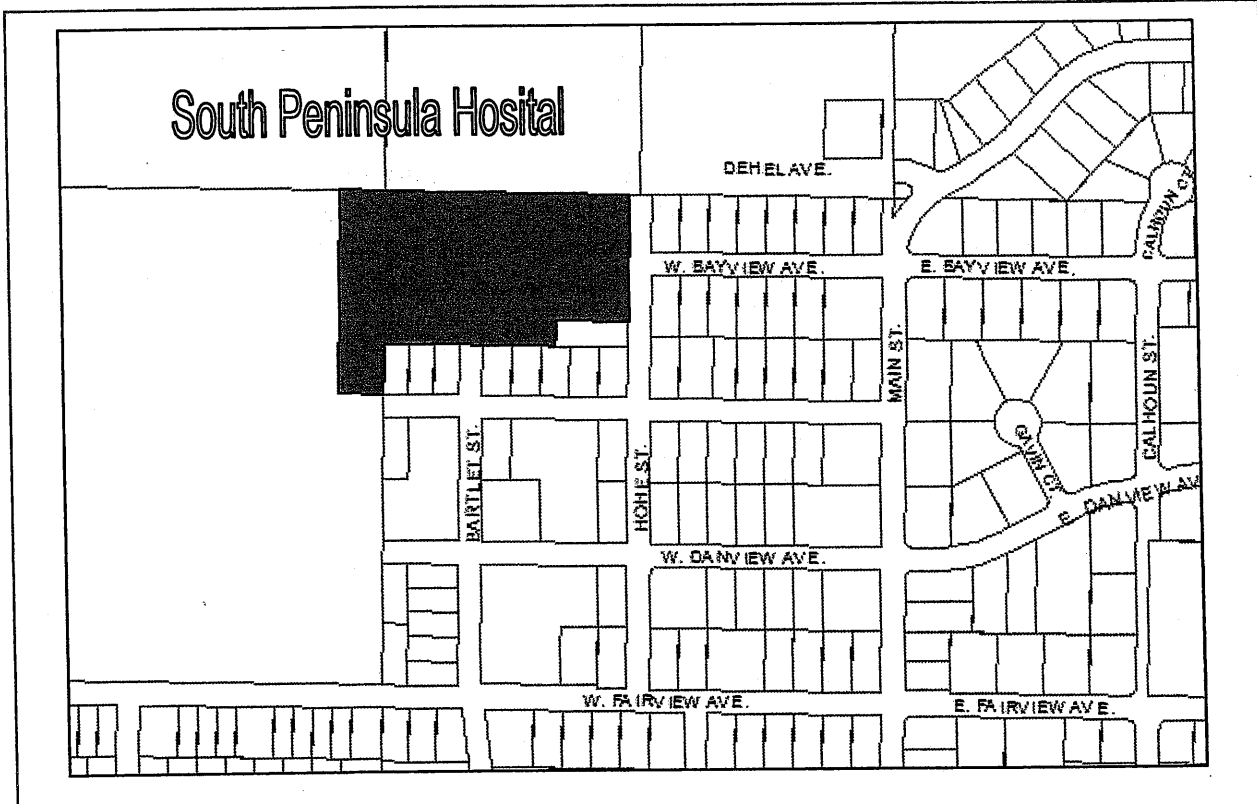 South Peninsula Hosital
DEHEL AVE.
CALHOUN CT
W. BAYVIEW AVE.
E. BAYVIEW AVE.
MAIN ST.
CALHOUN ST.
BARTLET ST.
HOHE ST.
GAVIN CT
E. DANVIEW AV
W. DANVIEW AVE.
W. FAIRVIEW AVE.
E. FAIRVIEW AVE.